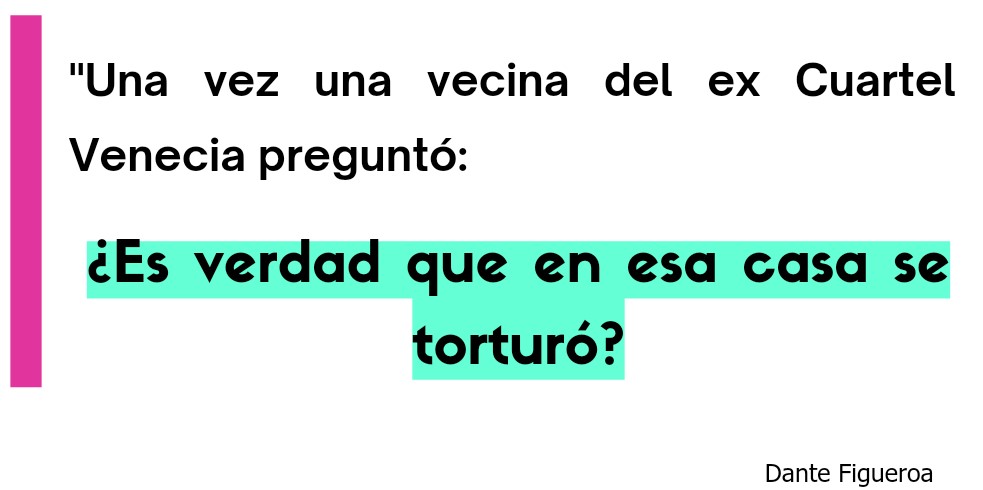 "Una vez una vecina del ex Cuartel
Venecia preguntó:
¿Es verdad que en esa casa se
torturó?
Dante Figueroa